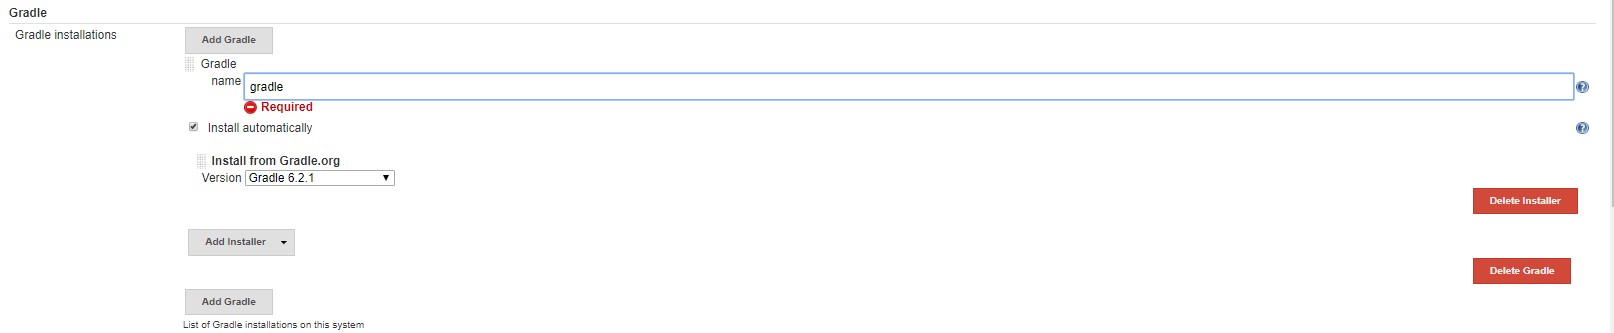 Gradle
Gradle installations
Add Gradle
Gradle
name
gradle
Required
Install automatically
Install from Gradle.org
Version Gradle 6.2.1
Delete Installer
Add Installer
Delete Gradle
Add Gradle
List of Gradle installations on this system